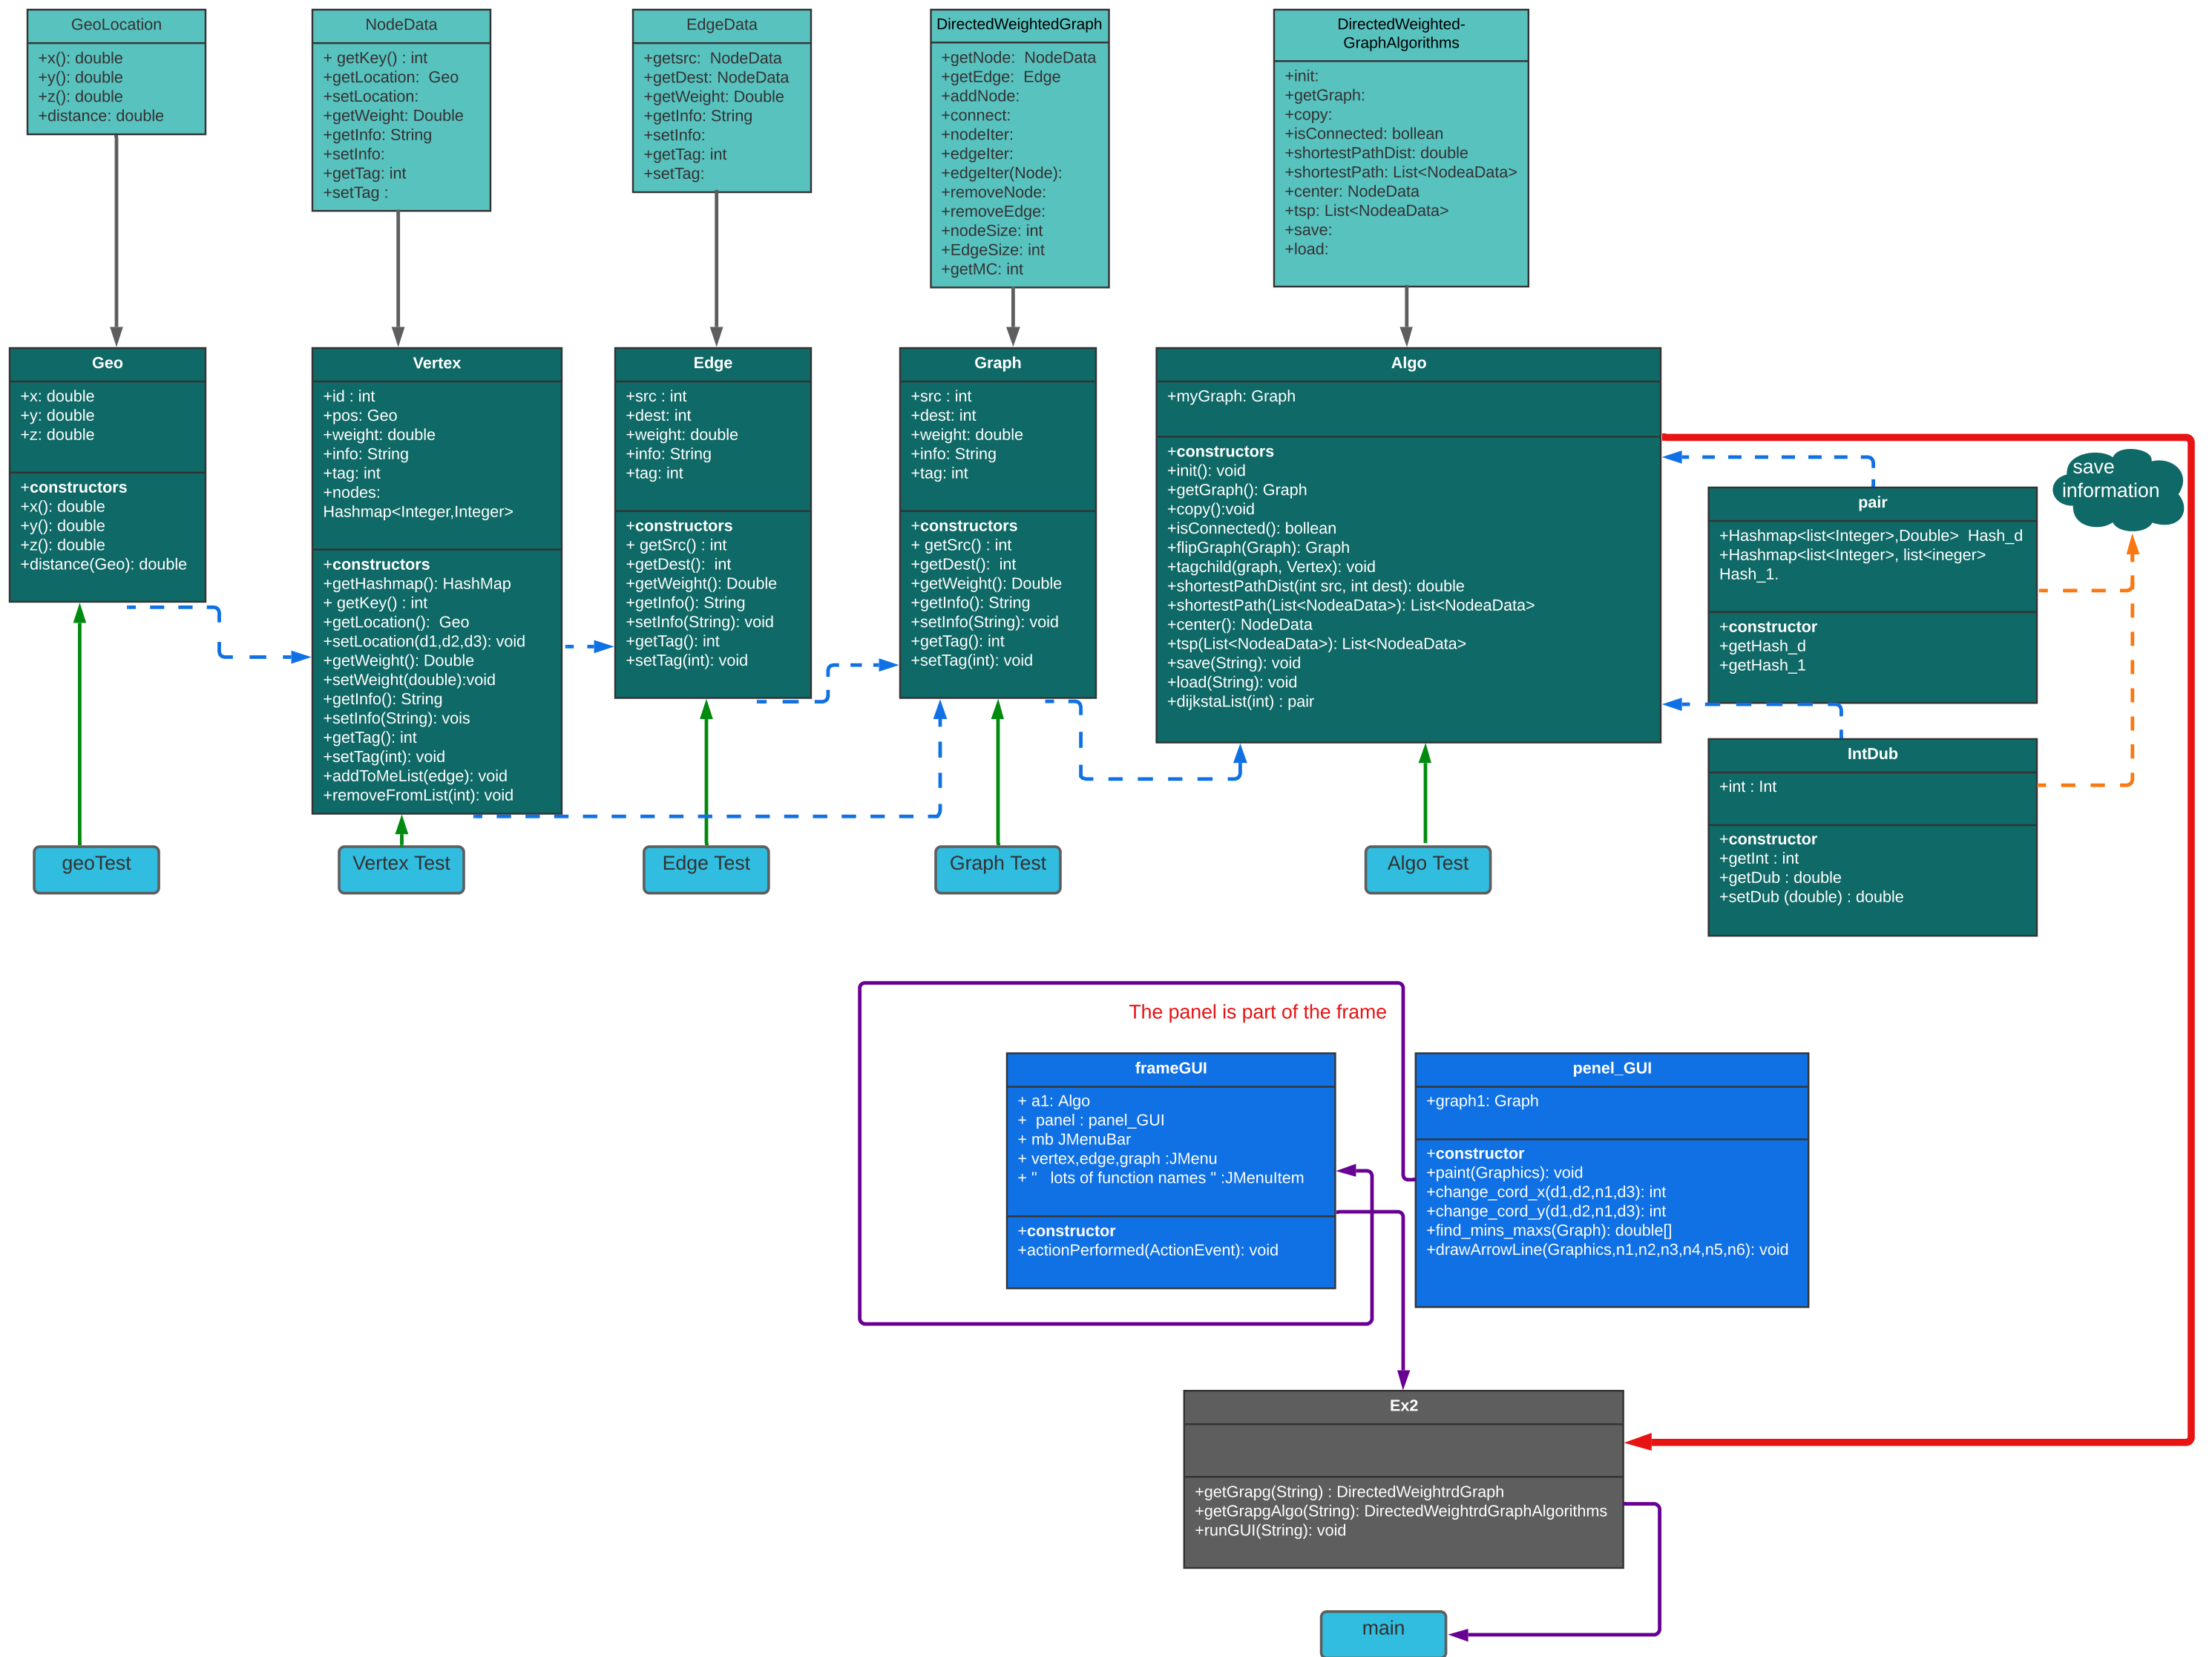 GeoLocation
+x(): double
+y(): double
+z(): double
+distance: double
NodeData
+ getKey() : int
+getLocation:  Geo
+setLocation:
+getWeight: Double
+getInfo: String
+setInfo:
+getTag: int
+setTag :
EdgeData
+getsrc:  NodeData
+getDest: NodeData
+getWeight: Double
+getInfo: String
+setInfo:
+getTag: int
+setTag:
DirectedWeightedGraph
+getNode:  NodeData
+getEdge:  Edge
+addNode:
+connect:
+nodeIter:
+edgeIter:
+edgeIter(Node):
+removeNode:
+removeEdge:
+nodeSize: int
+EdgeSize: int
+getMC: int
DirectedWeighted-
GraphAlgorithms
+init:
+getGraph:
+copy:
+isConnected: bollean
+shortestPathDist: double
+shortestPath: List<NodeaData>
+center: NodeData
+tsp: List<NodeaData>
+save:
+load:
Geo
+x: double
+y: double
+z: double
+constructors
+x(): double
+y(): double
+z(): double
+distance(Geo): double
Vertex
+id : int
+pos: Geo
+weight: double
+info: String
+tag: int
+nodes:
Hashmap<Integer,Integer>
+constructors
+getHashmap(): HashMap
+ getKey() : int
+getLocation():  Geo
+setLocation(d1,d2,d3): void
+getWeight(): Double
+setWeight(double):void
+getInfo(): String
+setInfo(String): vois
+getTag(): int
+setTag(int): void
+addToMeList(edge): void
+removeFromList(int): void
Edge
+src : int
+dest: int
+weight: double
+info: String
+tag: int
+constructors
+ getSrc() : int
+getDest():  int
+getWeight(): Double
+getInfo(): String
+setInfo(String): void
+getTag(): int
+setTag(int): void
Graph
+src : int
+dest: int
+weight: double
+info: String
+tag: int
+constructors
+ getSrc() : int
+getDest():  int
+getWeight(): Double
+getInfo(): String
+setInfo(String): void
+getTag(): int
+setTag(int): void
Algo
+myGraph: Graph
+constructors
+init(): void
+getGraph(): Graph
+copy():void
+isConnected(): bollean
+flipGraph(Graph): Graph
+tagchild(graph, Vertex): void
+shortestPathDist(int src, int dest): double
+shortestPath(List<NodeaData>): List<NodeaData>
+center(): NodeData
+tsp(List<NodeaData>): List<NodeaData>
+save(String): void
+load(String): void
+dijkstaList(int) : pair
save
information
pair
+Hashmap<list<Integer>,Double>  Hash_d
+Hashmap<list<Integer>, list<ineger>
Hash_1.
+constructor
+getHash_d
+getHash_1
IntDub
+int : Int
+constructor
+getInt : int
+getDub : double
+setDub (double) : double
geoTest
Vertex Test
Edge Test
Graph Test
Algo Test
The panel is part of the frame
frameGUI
+ a1: Algo
+  panel : panel_GUI
+ mb JMenuBar
+ vertex,edge,graph :JMenu
+ "   lots of function names " :JMenuItem
+constructor
+actionPerformed(ActionEvent): void
penel_GUI
+graph1: Graph
+constructor
+paint(Graphics): void
+change_cord_x(d1,d2,n1,d3): int
+change_cord_y(d1,d2,n1,d3): int
+find_mins_maxs(Graph): double[]
+drawArrowLine(Graphics,n1,n2,n3,n4,n5,n6): void
Ex2
+getGrapg(String) : DirectedWeightrdGraph
+getGrapgAlgo(String): DirectedWeightrdGraphAlgorithms
+runGUI(String): void
main